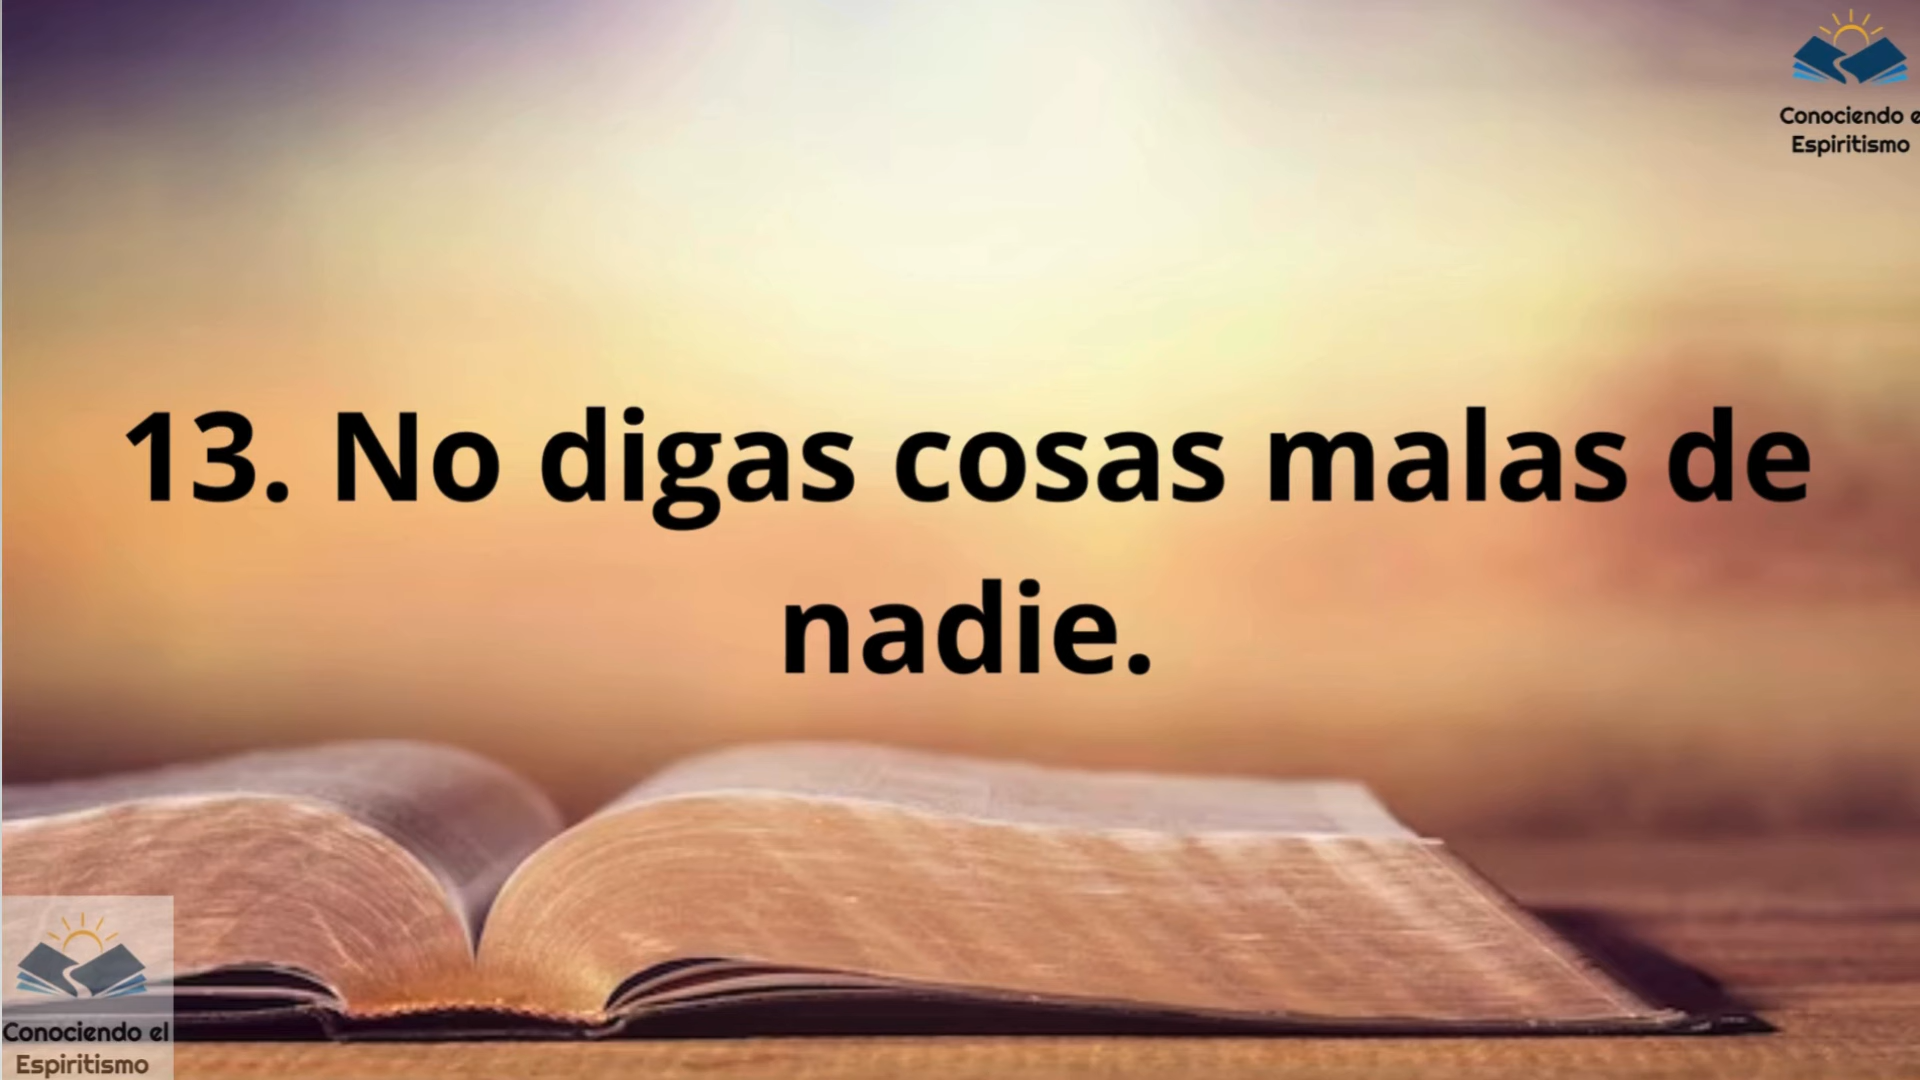 Conociendo e
Espiritismo
13. No digas cosas malas de
nadie.
Conociendo el
Espiritismo